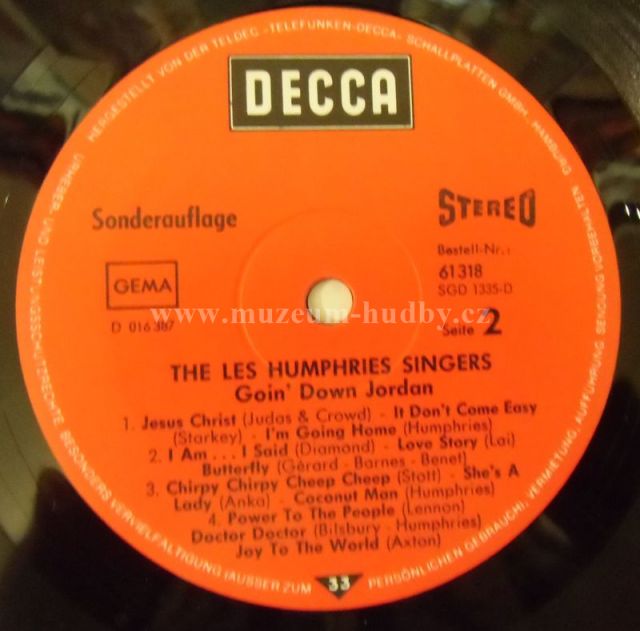 HERGESTELLT VON DER TELDEC »TELEFUNKEN-DECCA« SCHALLPLATTEN GMBH · HAMBURG
DECCA
Sonderauflage
STEREO
Bestell-Nr.:
61318
SGD 1335-D
GEMA
D 016 387
www.muzeum-hudby.cz
Seite 2
THE LES HUMPHRIES SINGERS
Goin' Down Jordan
1. Jesus Christ (Judas & Crowd) - It Don't Come Easy
(Starkey) - I'm Going Home (Humphries)
2. I Am . . . I Said (Diamond) - Love Story (Lai)
Butterfly (Gérard - Barnes - Benet)
3. Chirpy Chirpy Cheep Cheep (Stott) - She's A
Lady (Anka) - Coconut Man (Humphries)
4. Power To The People (Lennon)
Doctor Doctor (Bilsbury - Humphries)
Joy To The World (Axton)
33
URHEBER- UND LEISTUNGSSCHUTZRECHTE BESONDERS VERVIELFÄLTIGUNG (AUSSER ZUM PERSÖNLICHEN GEBRAUCH), VERMIETUNG, AUFFÜHRUNG, SENDUNG VORBEHALTEN